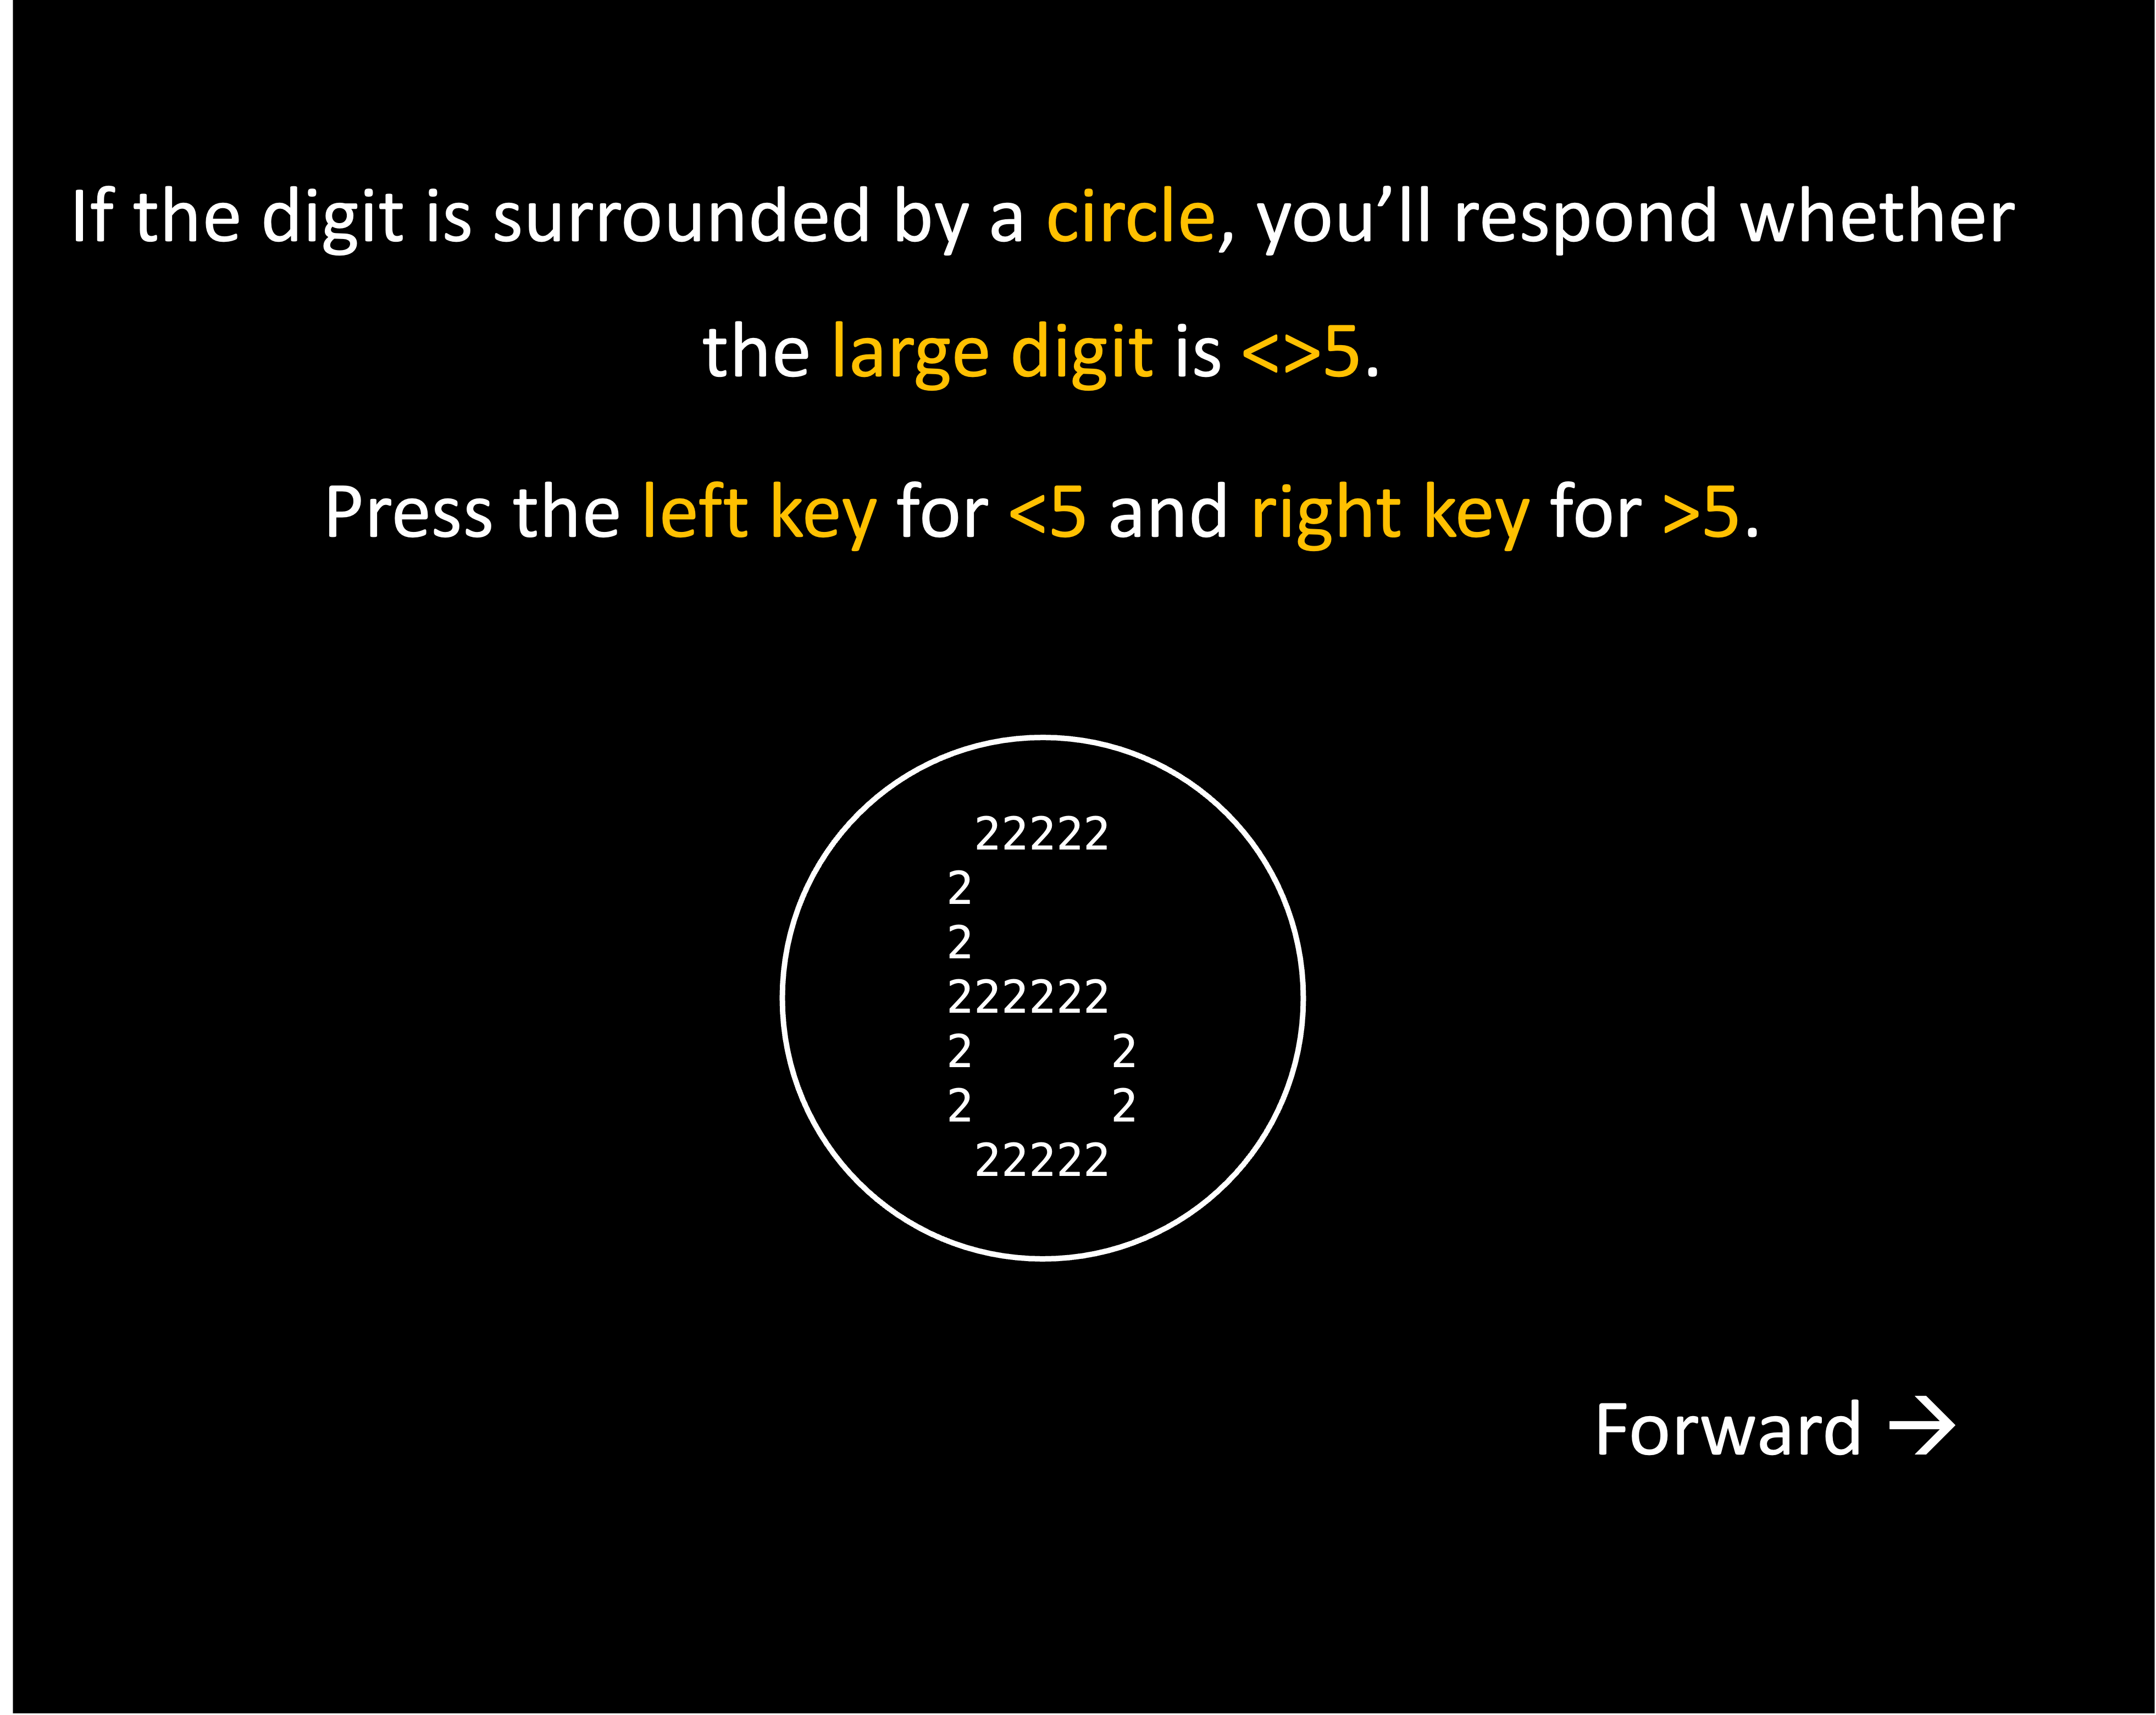 If the digit is surrounded by a circle, you’ll respond whether
the large digit is <>5.
Press the left key for <5 and right key for >5.
22222
2
2
222222
2 2
2 2
22222
Forward →